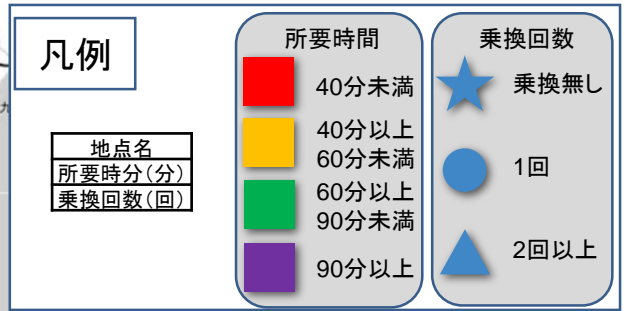 凡例
地点名
所要時分(分)
乗換回数(回)
所要時間
40分未満
40分以上
60分未満
60分以上
90分未満
90分以上
乗換回数
乗換無し
1回
2回以上